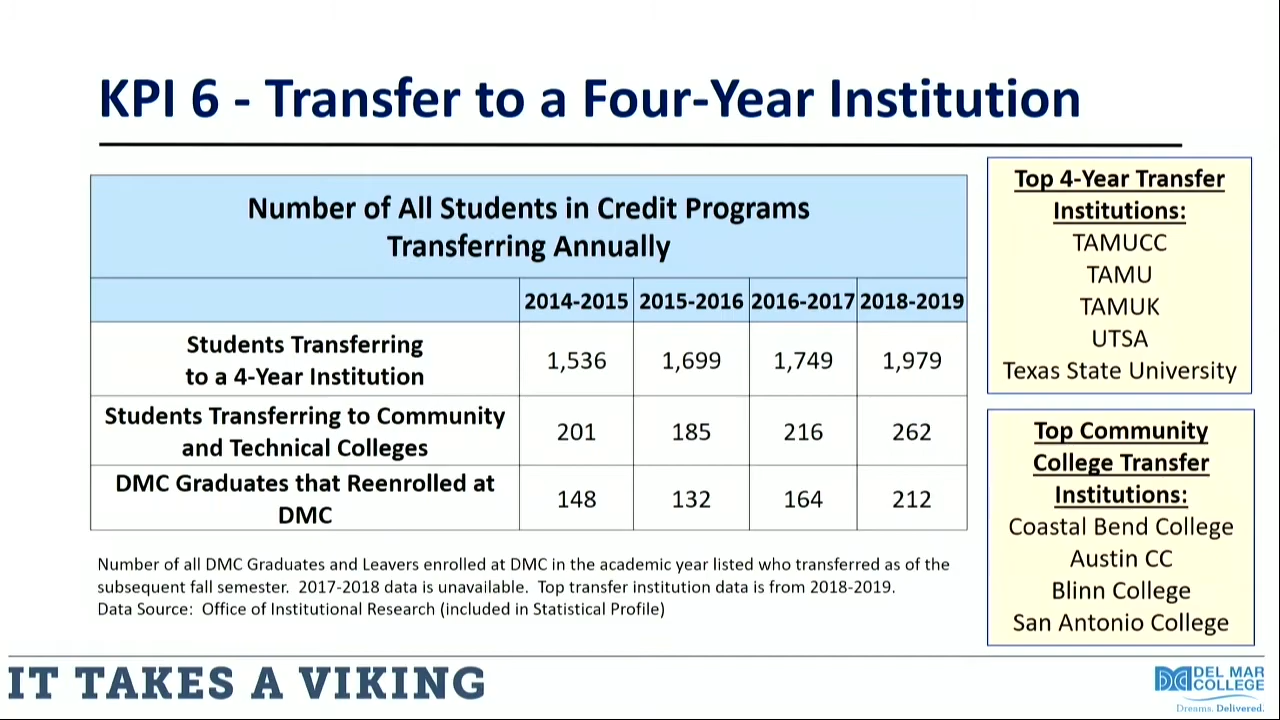 KPI 6 - Transfer to a Four-Year Institution
Number of All Students in Credit Programs
Transferring Annually
2014-2015 2015-2016 2016-2017 2018-2019
Students Transferring
to a 4-Year Institution
1,536 1,699 1,749 1,979
Students Transferring to Community
and Technical Colleges
201 185 216 262
DMC Graduates that Reenrolled at
DMC
148 132 164 212
Number of all DMC Graduates and Leavers enrolled at DMC in the academic year listed who transferred as of the
subsequent fall semester. 2017-2018 data is unavailable. Top transfer institution data is from 2018-2019.
Data Source: Office of Institutional Research (included in Statistical Profile)
Top 4-Year Transfer
Institutions:
TAMUCC
TAMU
TAMUK
UTSA
Texas State University
Top Community
College Transfer
Institutions:
Coastal Bend College
Austin CC
Blinn College
San Antonio College
IT TAKES A VIKING
DEL MAR
COLLEGE
Dreams. Delivered.